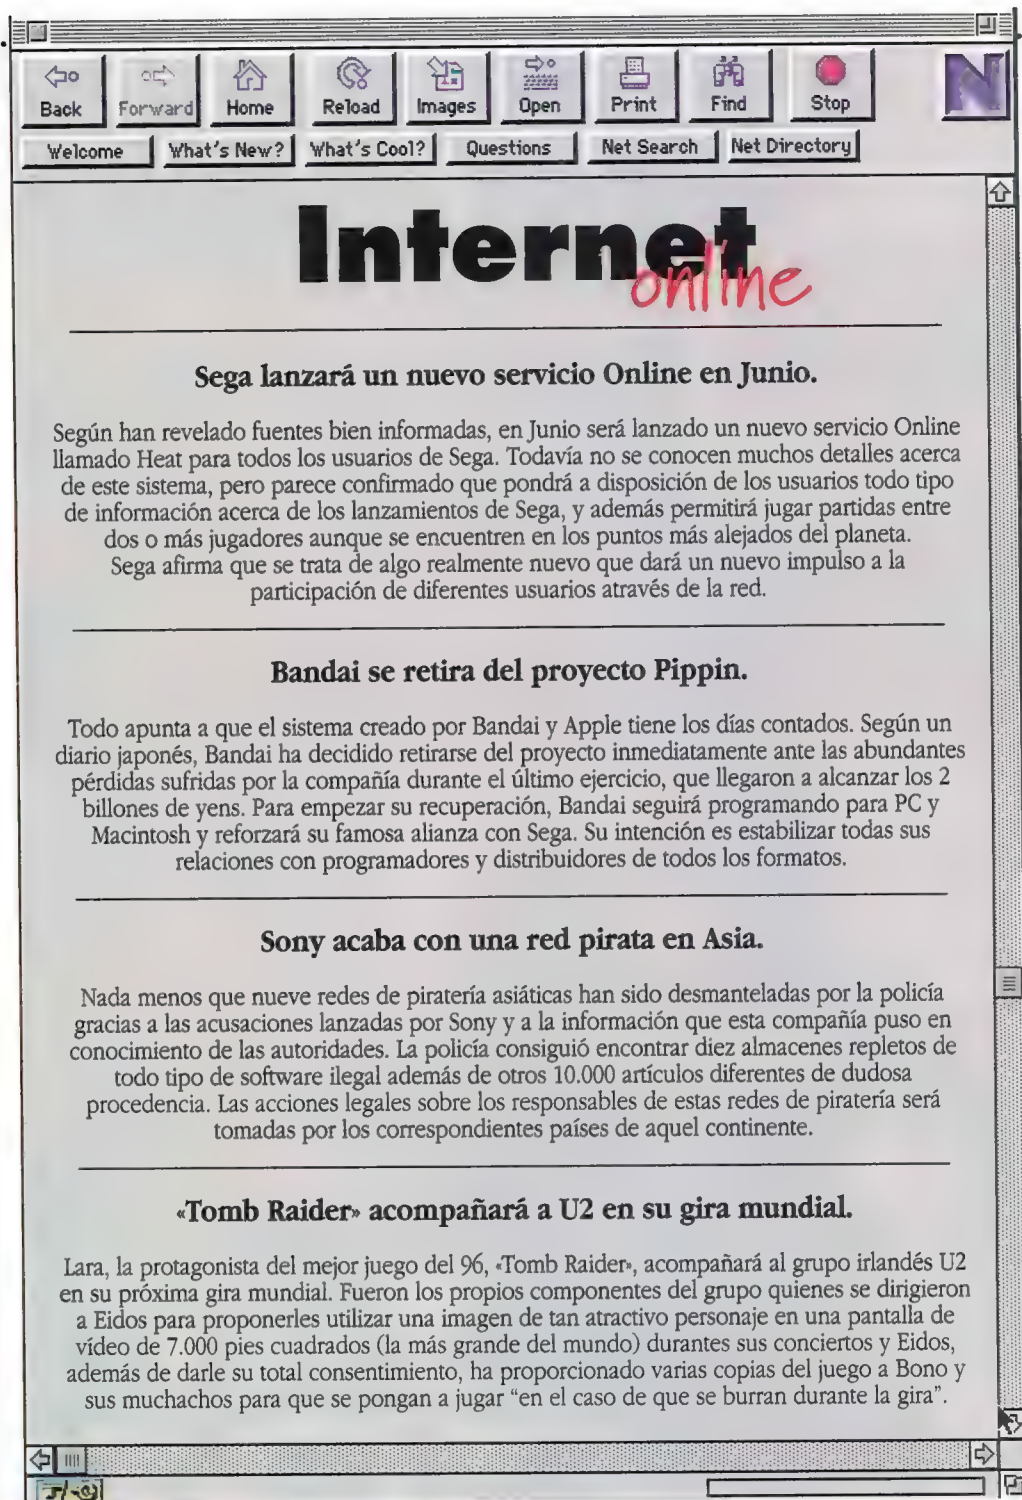 Back Forward Home Reload Images Open Print Find Stop N
Welcome What's New? What's Cool? Questions Net Search Net Directory
Internet
online
Sega lanzará un nuevo servicio Online en Junio.
Según han revelado fuentes bien informadas, en Junio será lanzado un nuevo servicio Online
llamado Heat para todos los usuarios de Sega. Todavía no se conocen muchos detalles acerca
de este sistema, pero parece confirmado que pondrá a disposición de los usuarios todo tipo
de información acerca de los lanzamientos de Sega, y además permitirá jugar partidas entre
dos o más jugadores aunque se encuentren en los puntos más alejados del planeta.
Sega afirma que se trata de algo realmente nuevo que dará un nuevo impulso a la
participación de diferentes usuarios através de la red.
Bandai se retira del proyecto Pippin.
Todo apunta a que el sistema creado por Bandai y Apple tiene los días contados. Según un
diario japonés, Bandai ha decidido retirarse del proyecto inmediatamente ante las abundantes
pérdidas sufridas por la compañía durante el último ejercicio, que llegaron a alcanzar los 2
billones de yens. Para empezar su recuperación, Bandai seguirá programando para PC y
Macintosh y reforzará su famosa alianza con Sega. Su intención es estabilizar todas sus
relaciones con programadores y distribuidores de todos los formatos.
Sony acaba con una red pirata en Asia.
Nada menos que nueve redes de piratería asiáticas han sido desmanteladas por la policía
gracias a las acusaciones lanzadas por Sony y a la información que esta compañía puso en
conocimiento de las autoridades. La policía consiguió encontrar diez almacenes repletos de
todo tipo de software ilegal además de otros 10.000 artículos diferentes de dudosa
procedencia. Las acciones legales sobre los responsables de estas redes de piratería será
tomadas por los correspondientes países de aquel continente.
«Tomb Raider» acompañará a U2 en su gira mundial.
Lara, la protagonista del mejor juego del 96, «Tomb Raider», acompañará al grupo irlandés U2
en su próxima gira mundial. Fueron los propios componentes del grupo quienes se dirigieron
a Eidos para proponerles utilizar una imagen de tan atractivo personaje en una pantalla de
vídeo de 7.000 pies cuadrados (la más grande del mundo) durantes sus conciertos y Eidos,
además de darle su total consentimiento, ha proporcionado varias copias del juego a Bono y
sus muchachos para que se pongan a jugar "en el caso de que se burran durante la gira".